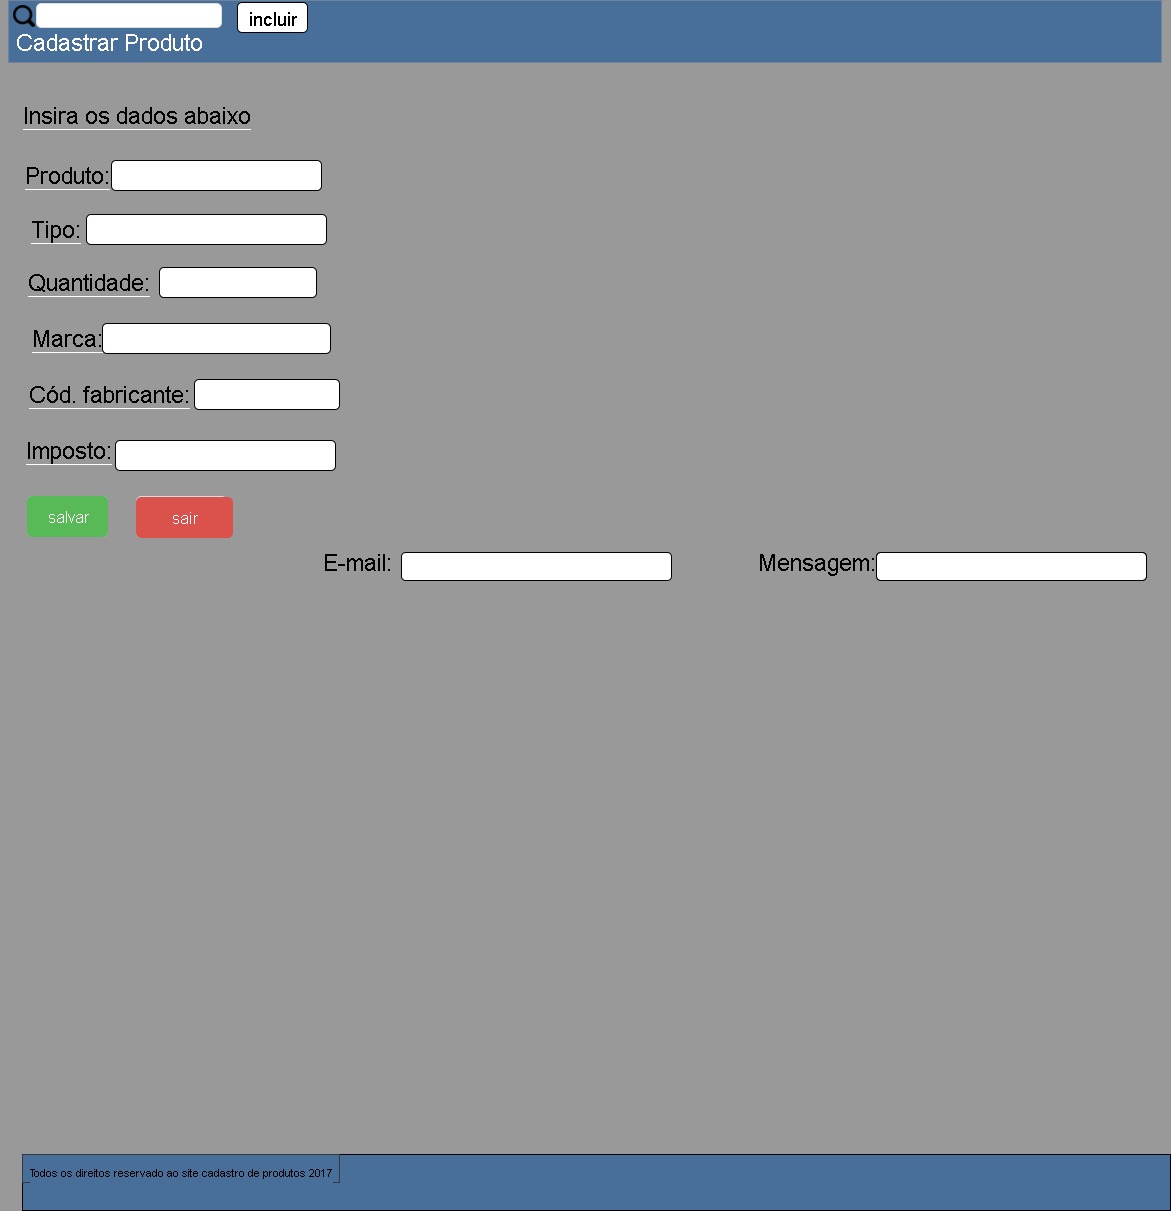 incluir
Cadastrar Produto
Insira os dados abaixo
Produto:
Tipo:
Quantidade:
Marca:
Cód. fabricante:
Imposto:
salvar sair
E-mail: Mensagem:
Todos os direitos reservado ao site cadastro de produtos 2017